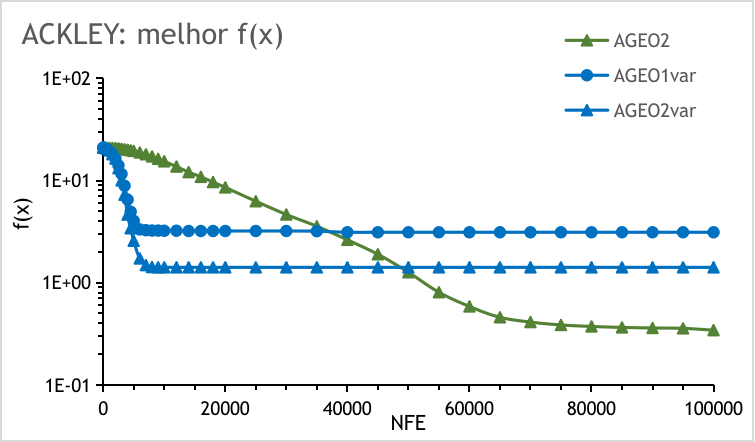 ACKLEY: melhor f(x)
AGEO2
AGEO1var
AGEO2var
1E+02
1E+01
1E+00
1E-01
f(x)
0 20000 40000 60000 80000 100000
NFE